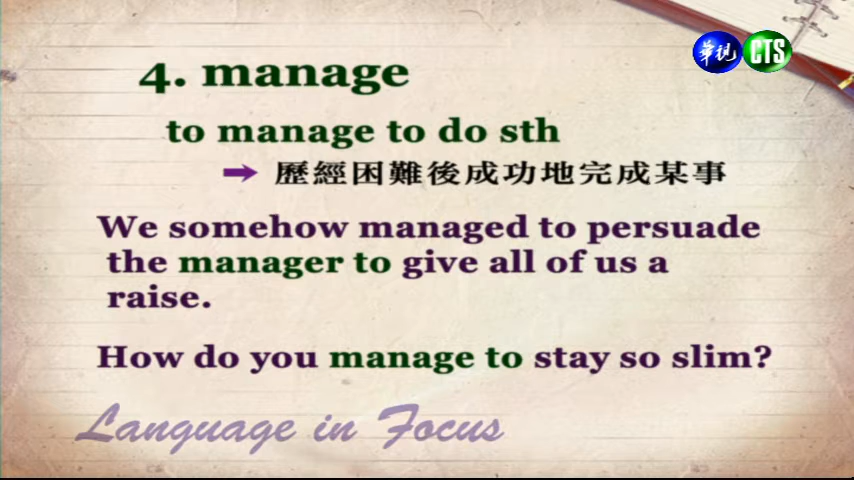 華視 CTS
4. manage
to manage to do sth
➡ 歷經困難後成功地完成某事
We somehow managed to persuade
the manager to give all of us a
raise.
How do you manage to stay so slim?
Language in Focus